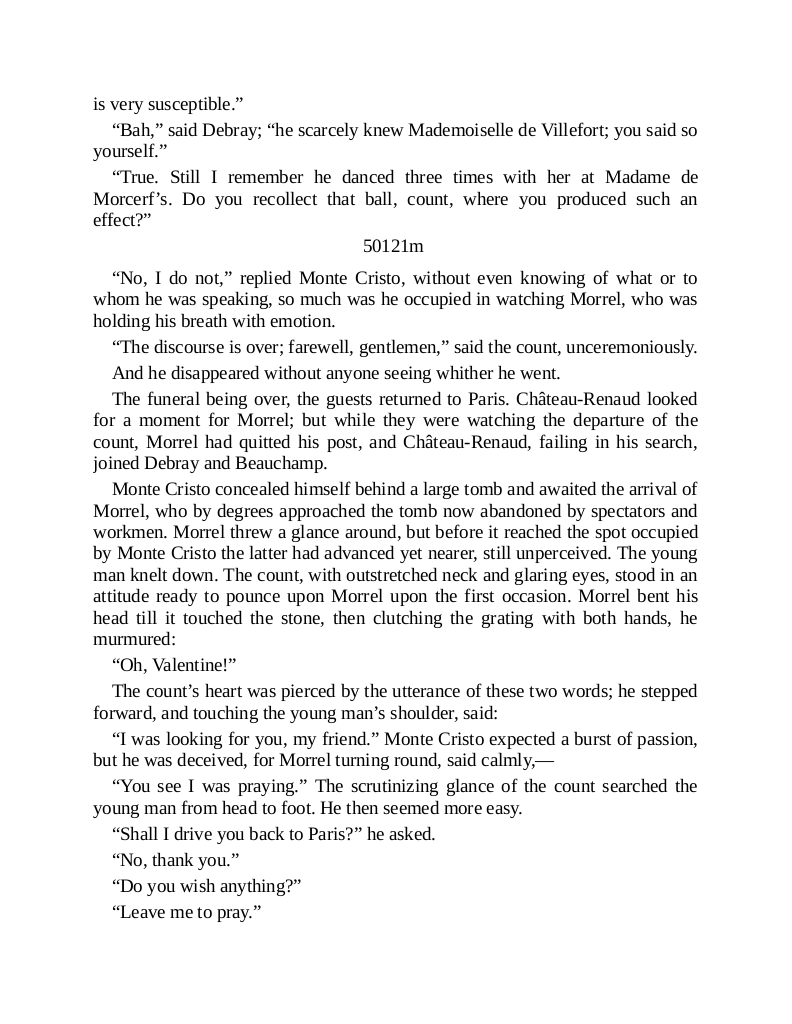 is very susceptible.”
“Bah,” said Debray; “he scarcely knew Mademoiselle de Villefort; you said so
yourself.”
“True. Still I remember he danced three times with her at Madame de
Morcerf’s. Do you recollect that ball, count, where you produced such an
effect?”
50121m
“No, I do not,” replied Monte Cristo, without even knowing of what or to
whom he was speaking, so much was he occupied in watching Morrel, who was
holding his breath with emotion.
“The discourse is over; farewell, gentlemen,” said the count, unceremoniously.
And he disappeared without anyone seeing whither he went.
The funeral being over, the guests returned to Paris. Château-Renaud looked
for a moment for Morrel; but while they were watching the departure of the
count, Morrel had quitted his post, and Château-Renaud, failing in his search,
joined Debray and Beauchamp.
Monte Cristo concealed himself behind a large tomb and awaited the arrival of
Morrel, who by degrees approached the tomb now abandoned by spectators and
workmen. Morrel threw a glance around, but before it reached the spot occupied
by Monte Cristo the latter had advanced yet nearer, still unperceived. The young
man knelt down. The count, with outstretched neck and glaring eyes, stood in an
attitude ready to pounce upon Morrel upon the first occasion. Morrel bent his
head till it touched the stone, then clutching the grating with both hands, he
murmured:
“Oh, Valentine!”
The count’s heart was pierced by the utterance of these two words; he stepped
forward, and touching the young man’s shoulder, said:
“I was looking for you, my friend.” Monte Cristo expected a burst of passion,
but he was deceived, for Morrel turning round, said calmly,—
“You see I was praying.” The scrutinizing glance of the count searched the
young man from head to foot. He then seemed more easy.
“Shall I drive you back to Paris?” he asked.
“No, thank you.”
“Do you wish anything?”
“Leave me to pray.”